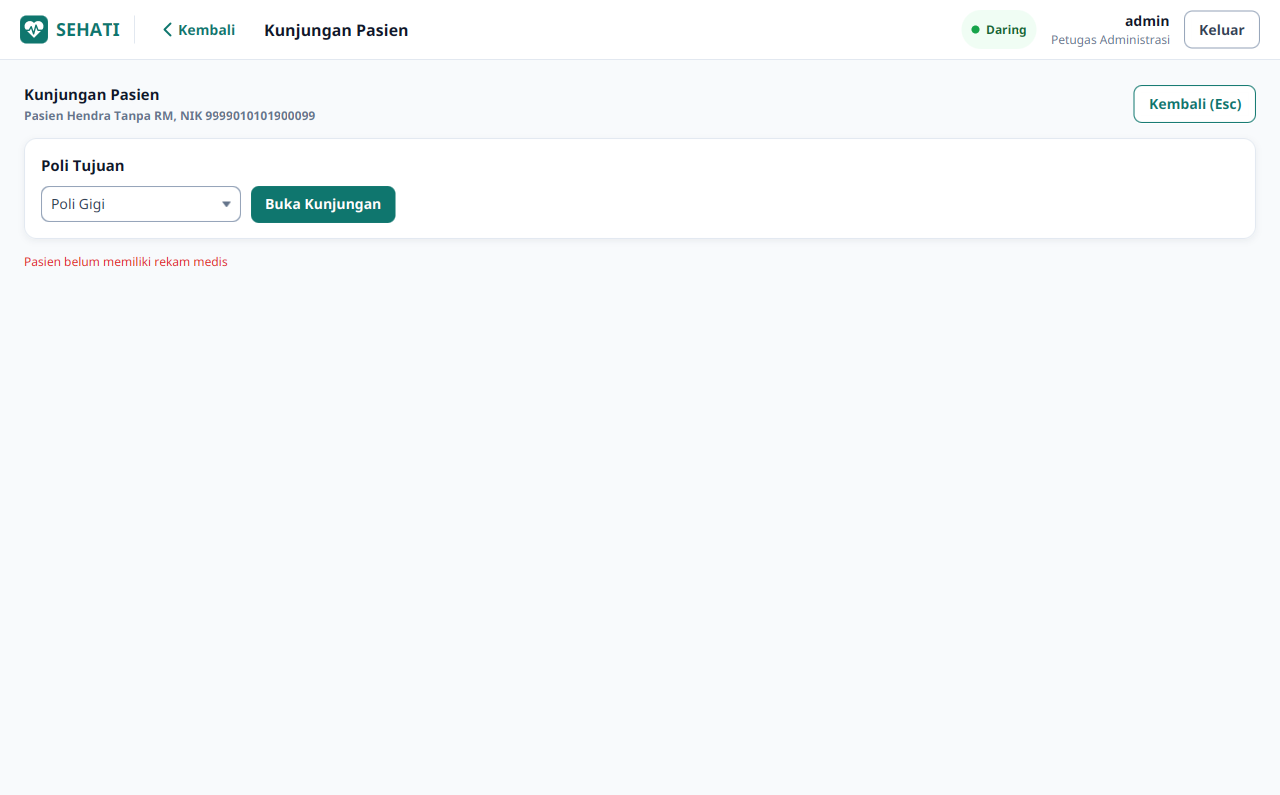 SEHATI
Kembali
Kunjungan Pasien
Daring
admin
Petugas Administrasi
Keluar
Kunjungan Pasien
Pasien Hendra Tanpa RM, NIK 9999010101900099
Kembali (Esc)
Poli Tujuan
Poli Gigi
Buka Kunjungan
Pasien belum memiliki rekam medis